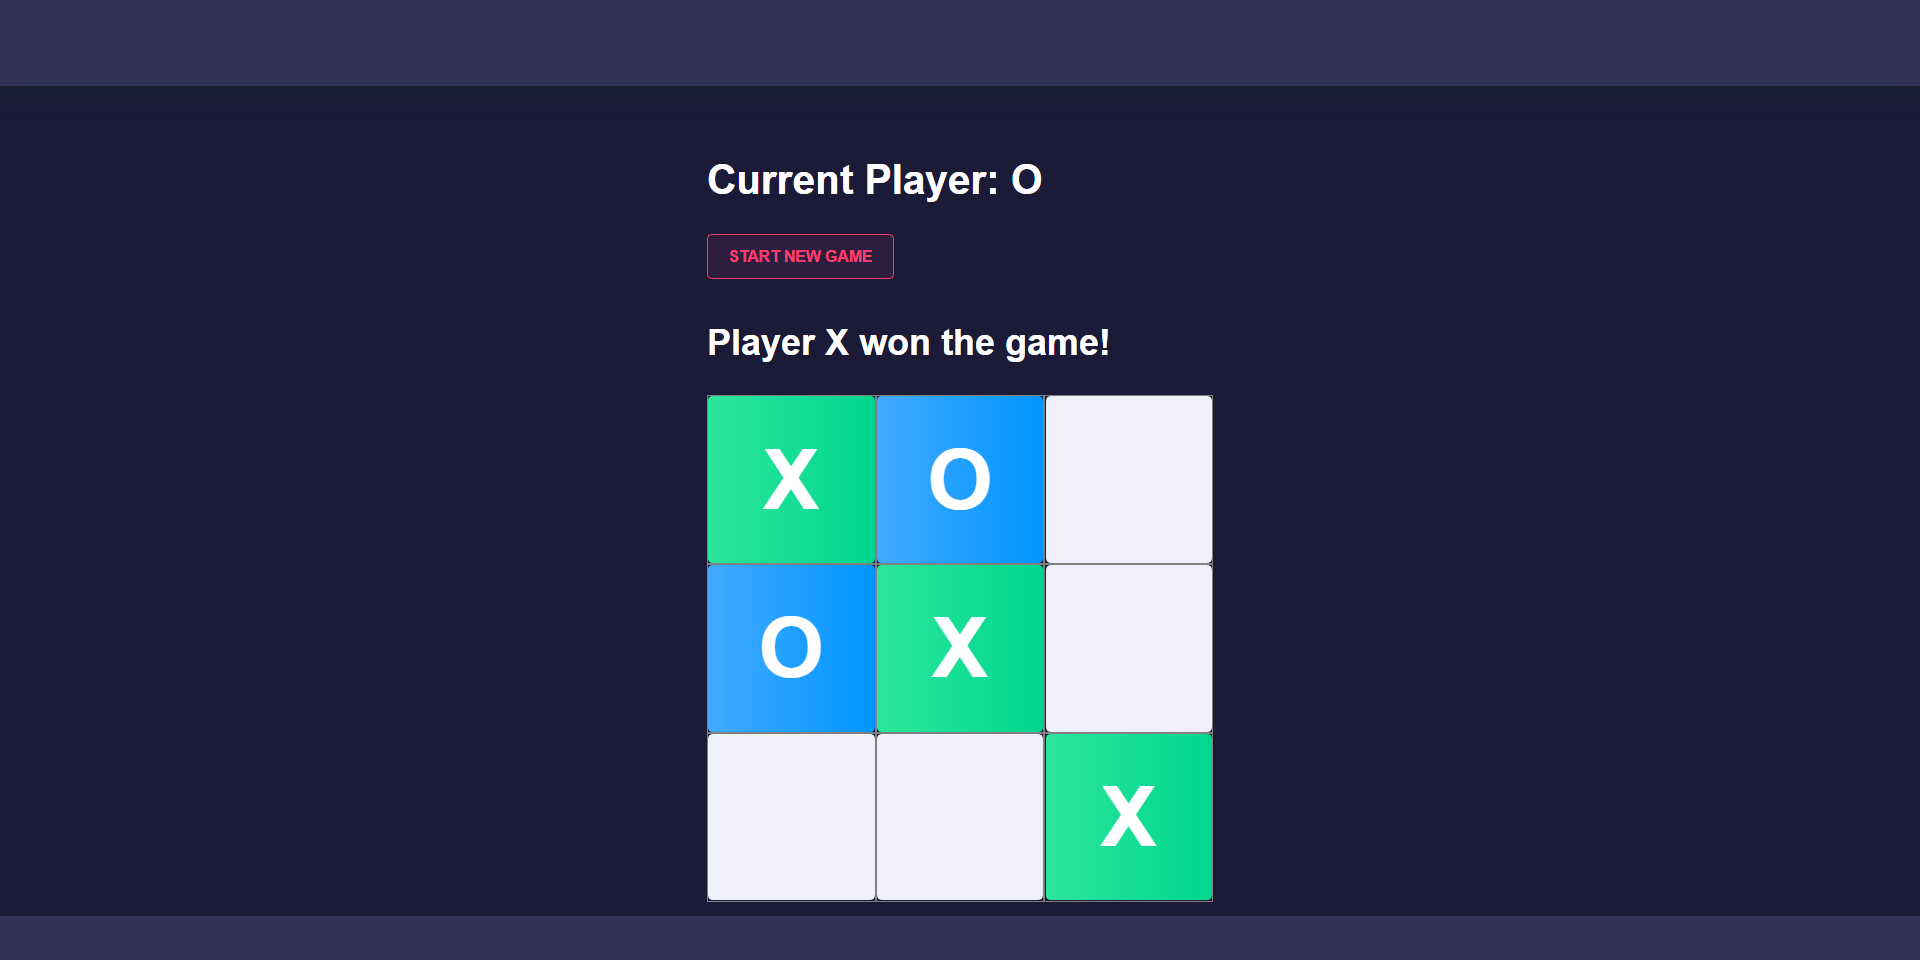 Current Player: O
START NEW GAME
Player X won the game!
X O
O X
X